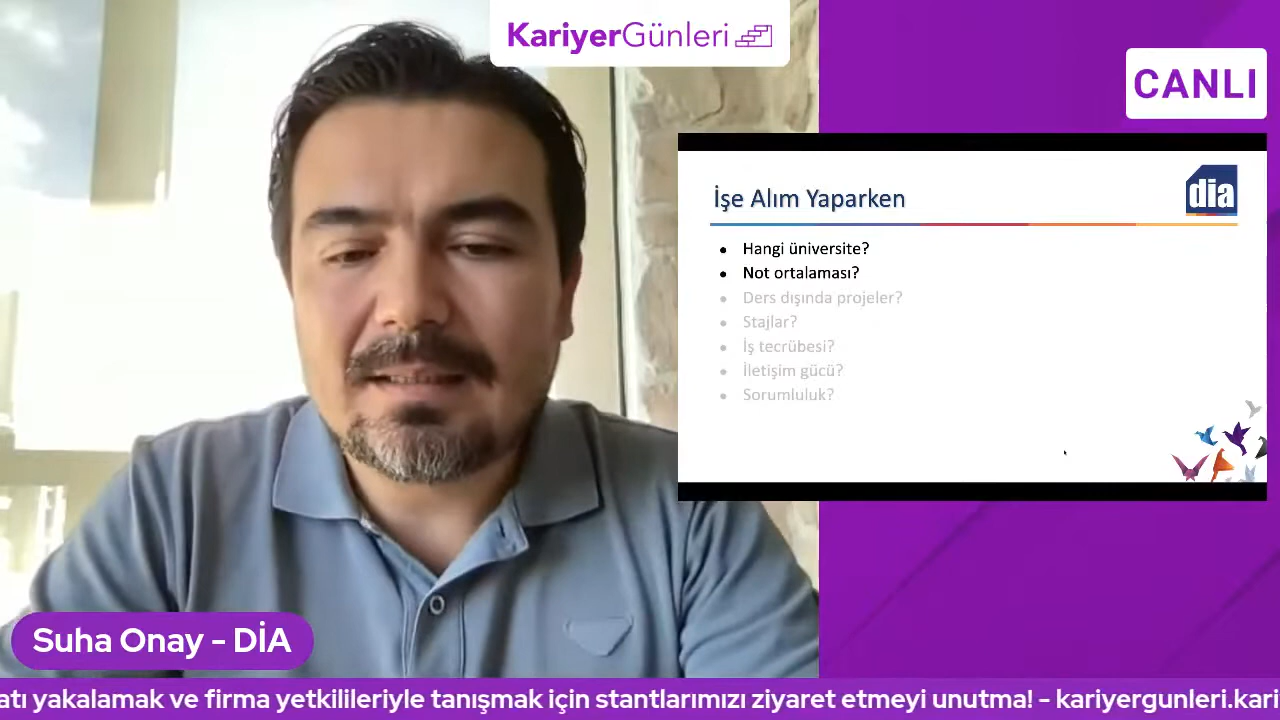 KariyerGünleri
CANLI
dia
İşe Alım Yaparken
• Hangi üniversite?
• Not ortalaması?
• Ders dışında projeler?
• Stajlar?
• İş tecrübesi?
• İletişim gücü?
• Sorumluluk?
Suha Onay - DİA
atı yakalamak ve firma yetkilileriyle tanışmak için stantlarımızı ziyaret etmeyi unutma! - kariyergunleri.kari